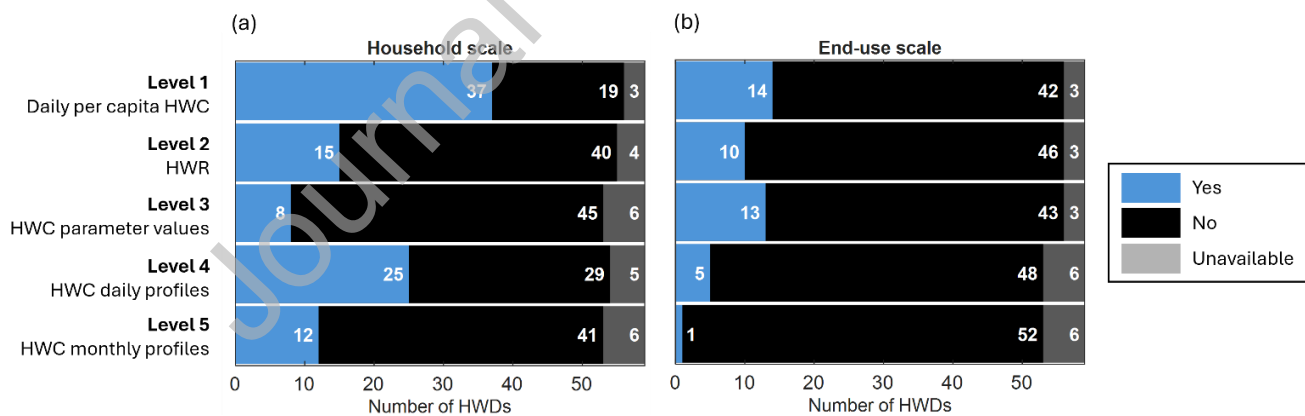 (a)
Household scale
Level 1
Daily per capita HWC
37 19 3
Level 2
HWR
15 40 4
Level 3
HWC parameter values
8 45 6
Level 4
HWC daily profiles
25 29 5
Level 5
HWC monthly profiles
12 41 6
0 10 20 30 40 50
Number of HWDs
(b)
End-use scale
14 42 3
10 46 3
13 43 3
5 48 6
1 52 6
0 10 20 30 40 50
Number of HWDs
Yes
No
Unavailable
Journal